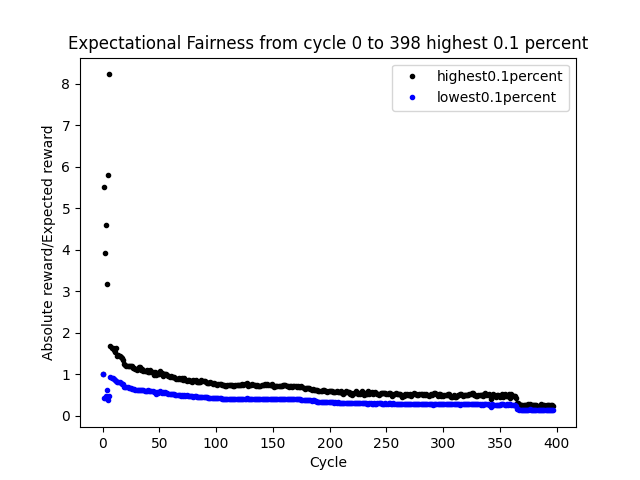 Expectational Fairness from cycle 0 to 398 highest 0.1 percent
highest0.1percent
lowest0.1percent
Absolute reward/Expected reward
8
7
6
5
4
3
2
1
0
0 50 100 150 200 250 300 350 400
Cycle